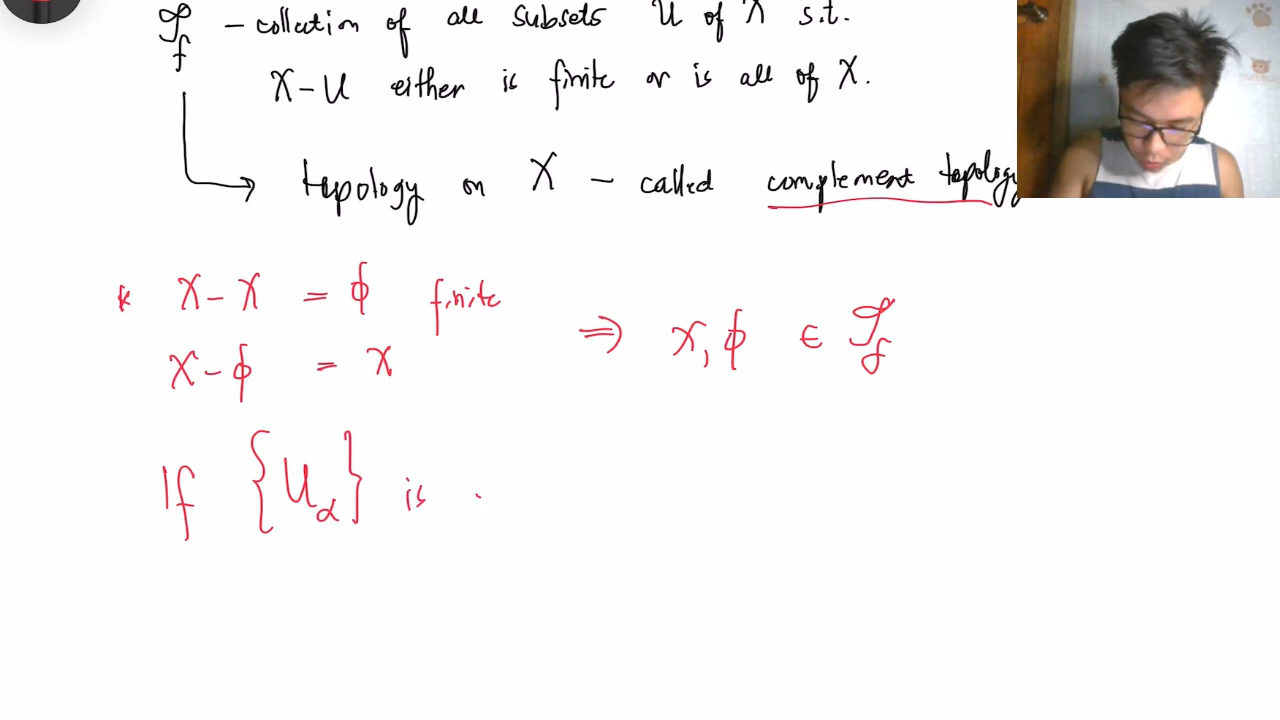 𝒯f – collection of all subsets U of X s.t.
X – U either is finite or is all of X.
topology on X – called complement topology
* X – X = ϕ finite
X – ϕ = X
⇒ X, ϕ ∈ 𝒯f
If {Uα} is